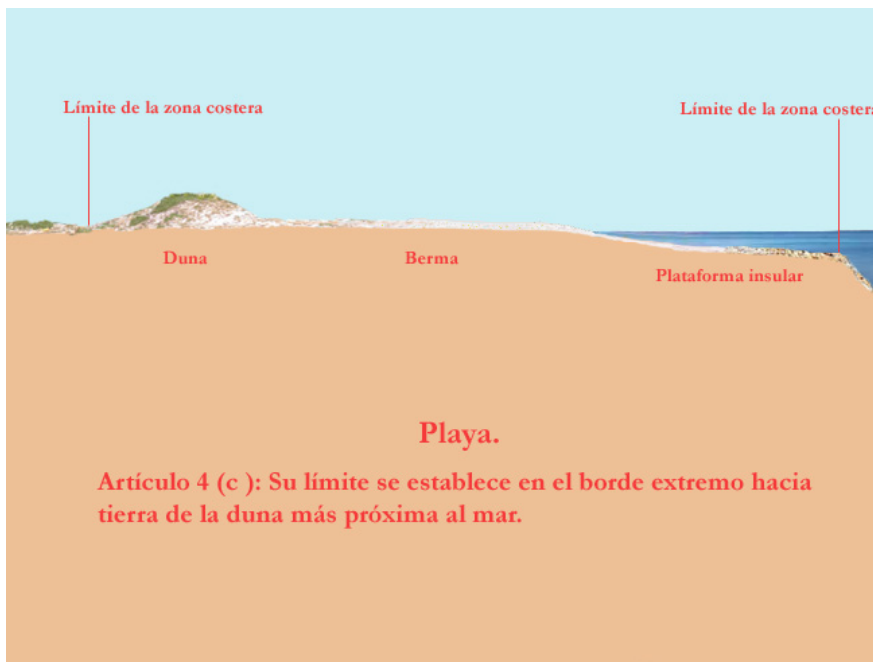 Límite de la zona costera
Límite de la zona costera
Duna
Berma
Plataforma insular
Playa.
Artículo 4 (c ): Su límite se establece en el borde extremo hacia
tierra de la duna más próxima al mar.